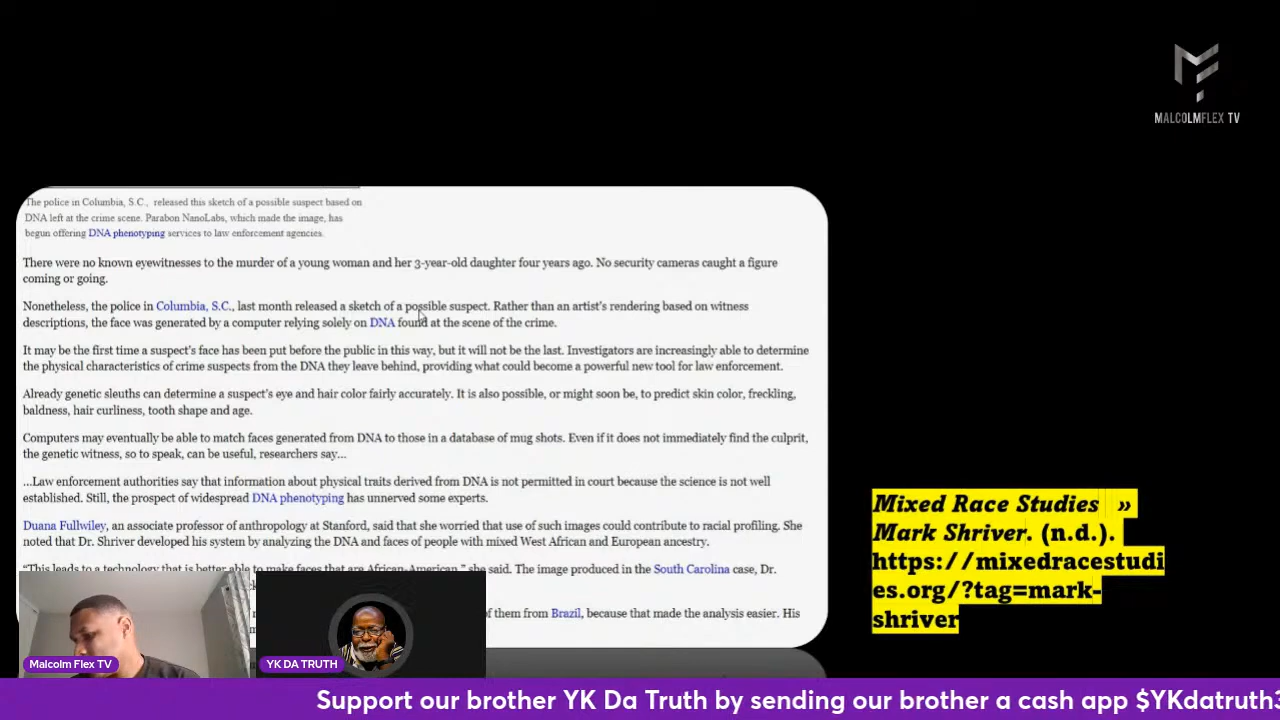 MALCOLMFLEX TV
The police in Columbia, S.C., released this sketch of a possible suspect based on
DNA left at the crime scene. Parabon NanoLabs, which made the image, has
begun offering DNA phenotyping services to law enforcement agencies.
There were no known eyewitnesses to the murder of a young woman and her 3-year-old daughter four years ago. No security cameras caught a figure
coming or going.
Nonetheless, the police in Columbia, S.C., last month released a sketch of a possible suspect. Rather than an artist's rendering based on witness
descriptions, the face was generated by a computer relying solely on DNA found at the scene of the crime.
It may be the first time a suspect's face has been put before the public in this way, but it will not be the last. Investigators are increasingly able to determine
the physical characteristics of crime suspects from the DNA they leave behind, providing what could become a powerful new tool for law enforcement.
Already genetic sleuths can determine a suspect's eye and hair color fairly accurately. It is also possible, or might soon be, to predict skin color, freckling,
baldness, hair curliness, tooth shape and age.
Computers may eventually be able to match faces generated from DNA to those in a database of mug shots. Even if it does not immediately find the culprit,
the genetic witness, so to speak, can be useful, researchers say…
…Law enforcement authorities say that information about physical traits derived from DNA is not permitted in court because the science is not well
established. Still, the prospect of widespread DNA phenotyping has unnerved some experts.
Duana Fullwiley, an associate professor of anthropology at Stanford, said that she worried that use of such images could contribute to racial profiling. She
noted that Dr. Shriver developed his system by analyzing the DNA and faces of people with mixed West African and European ancestry.
"This leads to a technology that is better able to make faces that are African-American," she said. The image produced in the South Carolina case, Dr.
of them from Brazil, because that made the analysis easier. His
Mixed Race Studies »
Mark Shriver. (n.d.).
https://mixedracestudi
es.org/?tag=mark-
shriver
Malcolm Flex TV
YK DA TRUTH
Support our brother YK Da Truth by sending our brother a cash app $YKdatruth3